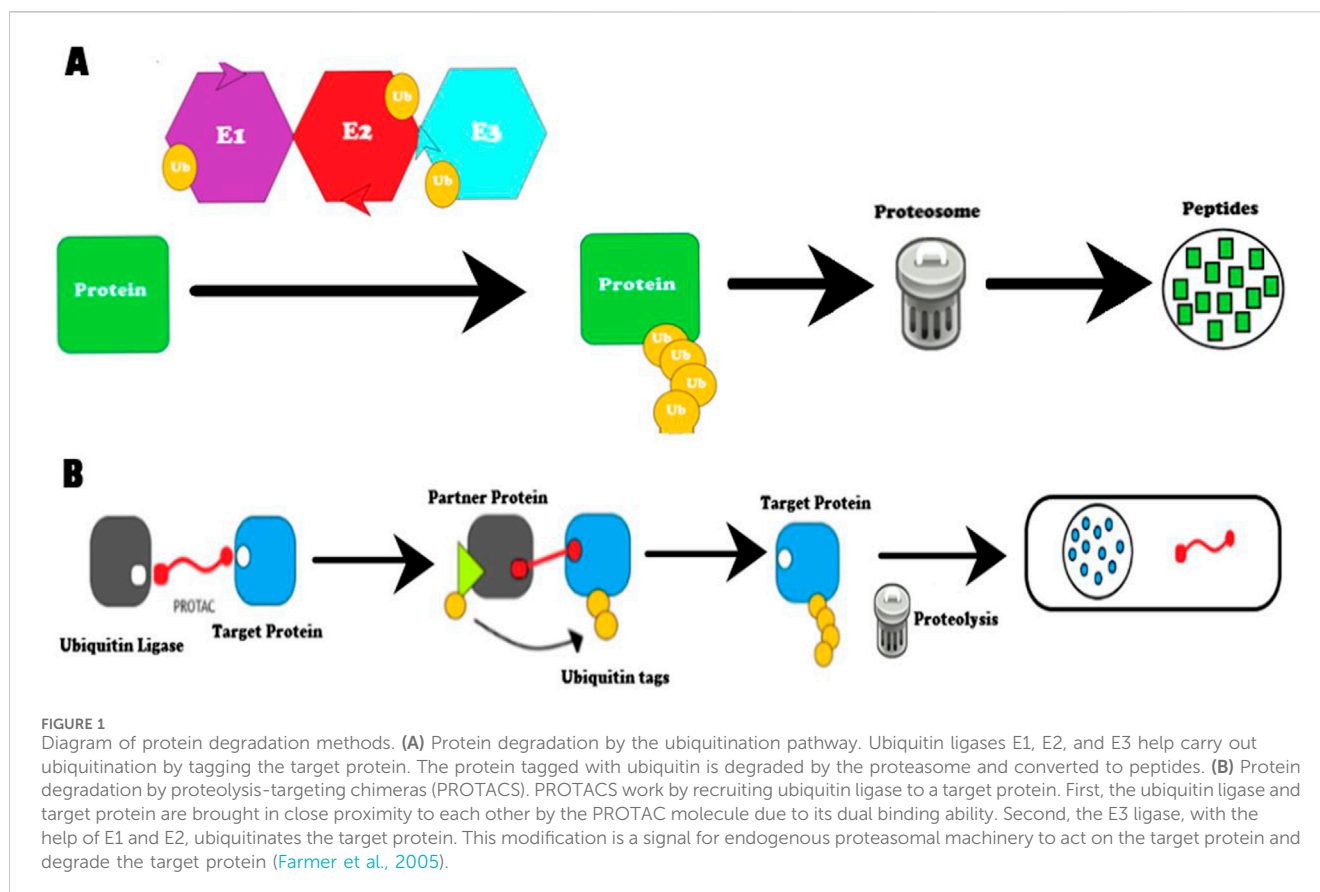 A
E1
E2
E3
Ub
Ub
Ub
Protein
Protein
Ub
Ub
Ub
Ub
Proteosome
Peptides
B
Ubiquitin Ligase
PROTAC
Target Protein
Partner Protein
Ubiquitin tags
Target Protein
Proteolysis
FIGURE 1
Diagram of protein degradation methods. (A) Protein degradation by the ubiquitination pathway. Ubiquitin ligases E1, E2, and E3 help carry out
ubiquitination by tagging the target protein. The protein tagged with ubiquitin is degraded by the proteasome and converted to peptides. (B) Protein
degradation by proteolysis-targeting chimeras (PROTACS). PROTACS work by recruiting ubiquitin ligase to a target protein. First, the ubiquitin ligase and
target protein are brought in close proximity to each other by the PROTAC molecule due to its dual binding ability. Second, the E3 ligase, with the
help of E1 and E2, ubiquitinates the target protein. This modification is a signal for endogenous proteasomal machinery to act on the target protein and
degrade the target protein (Farmer et al., 2005).